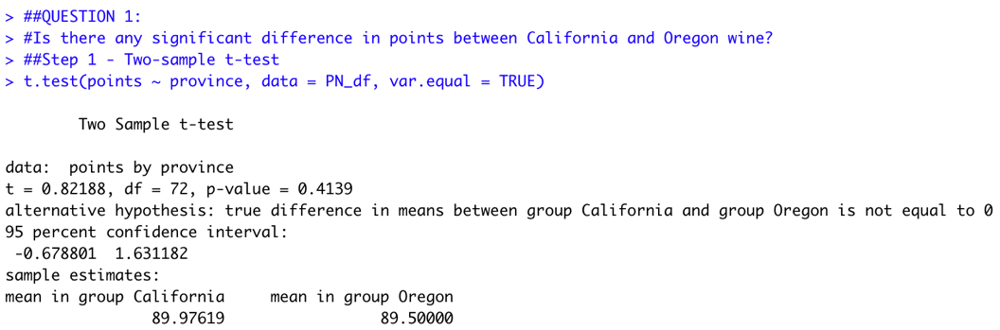 > ##QUESTION 1:
> #Is there any significant difference in points between California and Oregon wine?
> ##Step 1 - Two-sample t-test
> t.test(points ~ province, data = PN_df, var.equal = TRUE)
Two Sample t-test
data:  points by province
t = 0.82188, df = 72, p-value = 0.4139
alternative hypothesis: true difference in means between group California and group Oregon is not equal to 0
95 percent confidence interval:
-0.678801  1.631182
sample estimates:
mean in group California     mean in group Oregon
89.97619                 89.50000